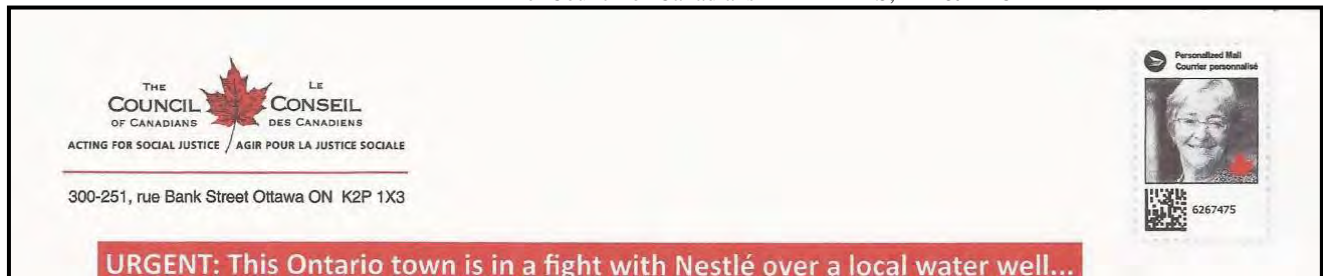 THE
COUNCIL
OF CANADIANS
LE
CONSEIL
DES CANADIENS
ACTING FOR SOCIAL JUSTICE / AGIR POUR LA JUSTICE SOCIALE
300-251, rue Bank Street Ottawa ON K2P 1X3
Personalized Mail
Courrier personnalisé
6267475
URGENT: This Ontario town is in a fight with Nestlé over a local water well...